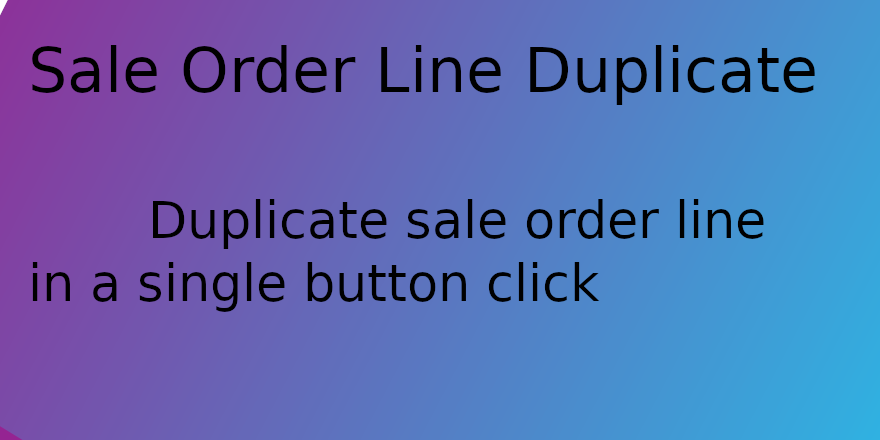 Sale Order Line Duplicate
Duplicate sale order line
in a single button click